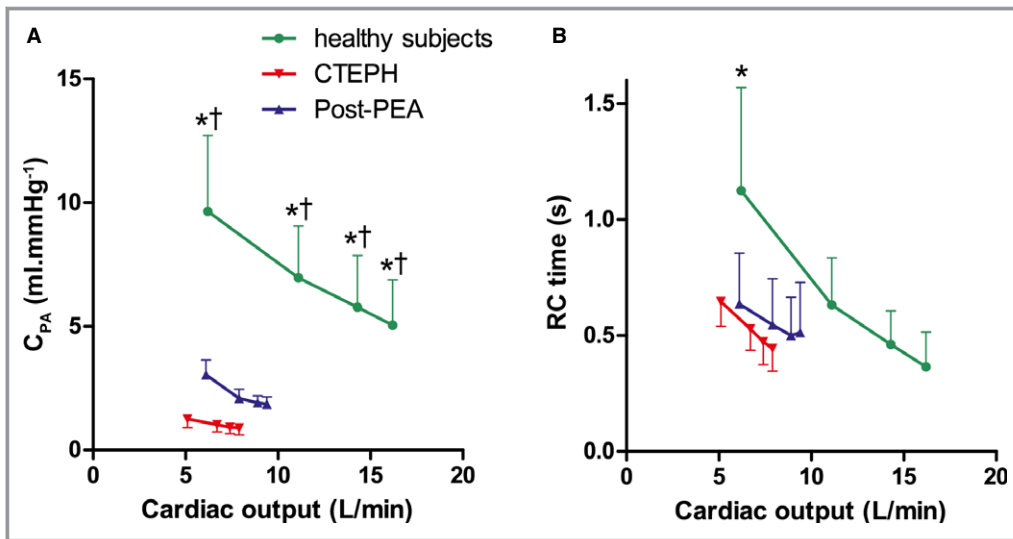 A
healthy subjects
CTEPH
Post-PEA
15
10
5
0
C_PA (ml.mmHg⁻¹)
*†
*†
*†
*†
0 5 10 15 20
Cardiac output (L/min)
B
*
1.5
1.0
0.5
0.0
RC time (s)
0 5 10 15 20
Cardiac output (L/min)